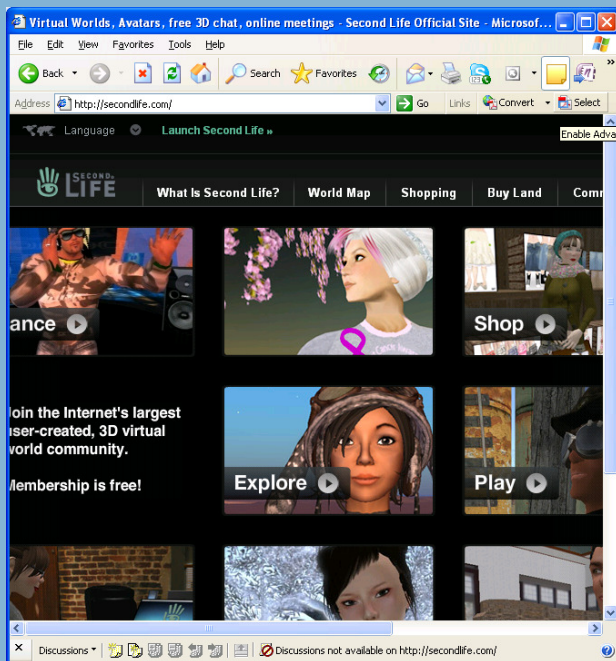 Virtual Worlds, Avatars, free 3D chat, online meetings - Second Life Official Site - Microsof...
File Edit View Favorites Tools Help
Back Search Favorites
Address http://secondlife.com/ Go Links Convert Select
Language Launch Second Life »
Enable Adva
SECOND LIFE What Is Second Life? World Map Shopping Buy Land Comm
ance Shop
Join the Internet's largest
user-created, 3D virtual
world community.
Membership is free!
Explore Play
Discussions Discussions not available on http://secondlife.com/